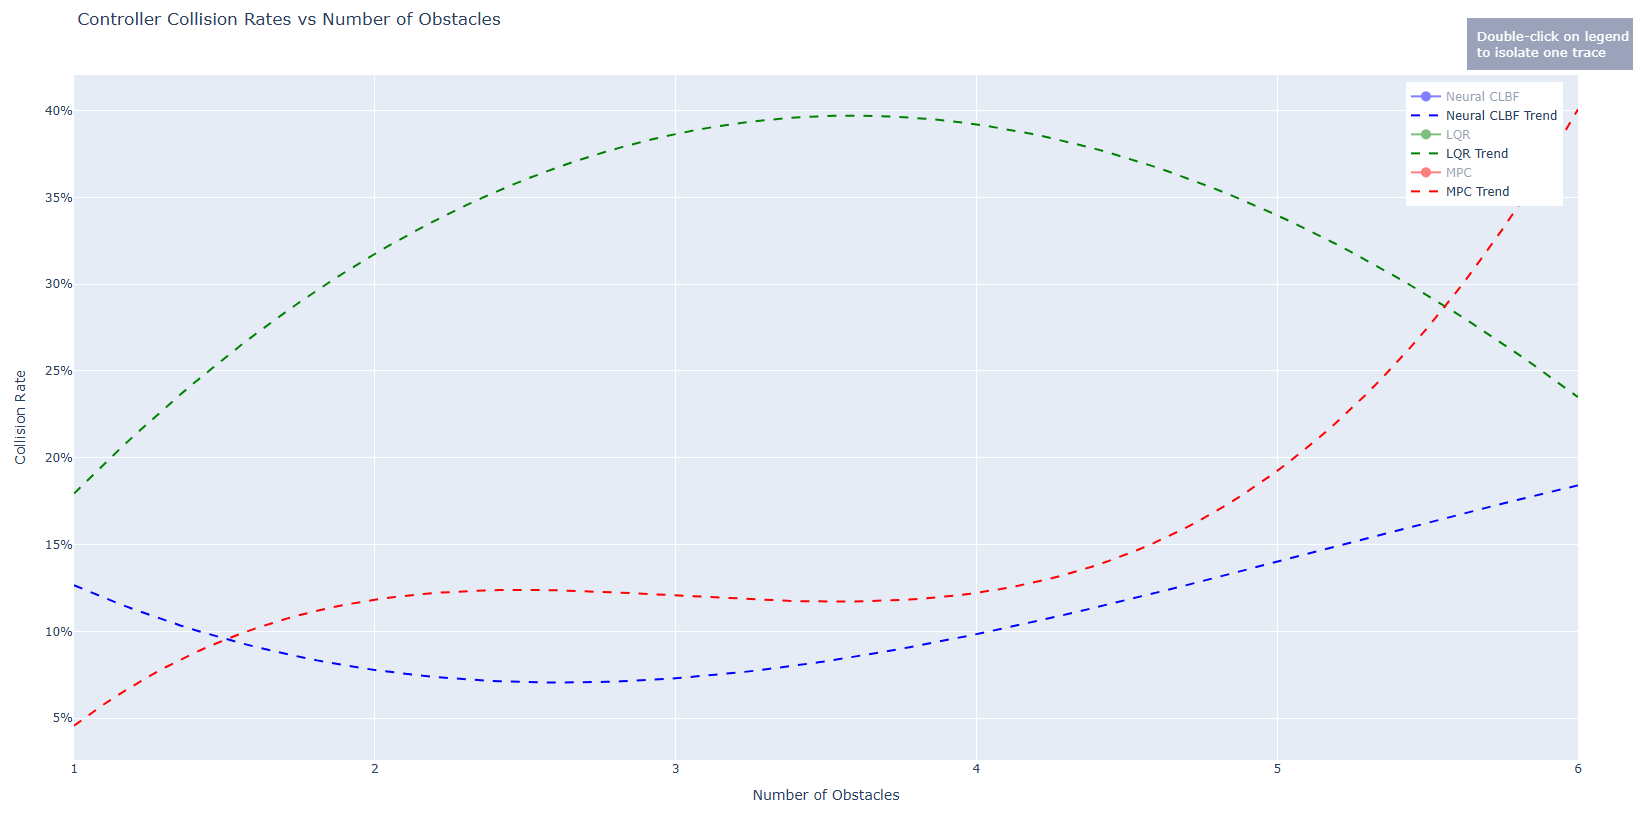 Controller Collision Rates vs Number of Obstacles
Double-click on legend
to isolate one trace
Neural CLBF
Neural CLBF Trend
LQR
LQR Trend
MPC
MPC Trend
40%
35%
30%
25%
20%
15%
10%
5%
Collision Rate
1 2 3 4 5 6
Number of Obstacles